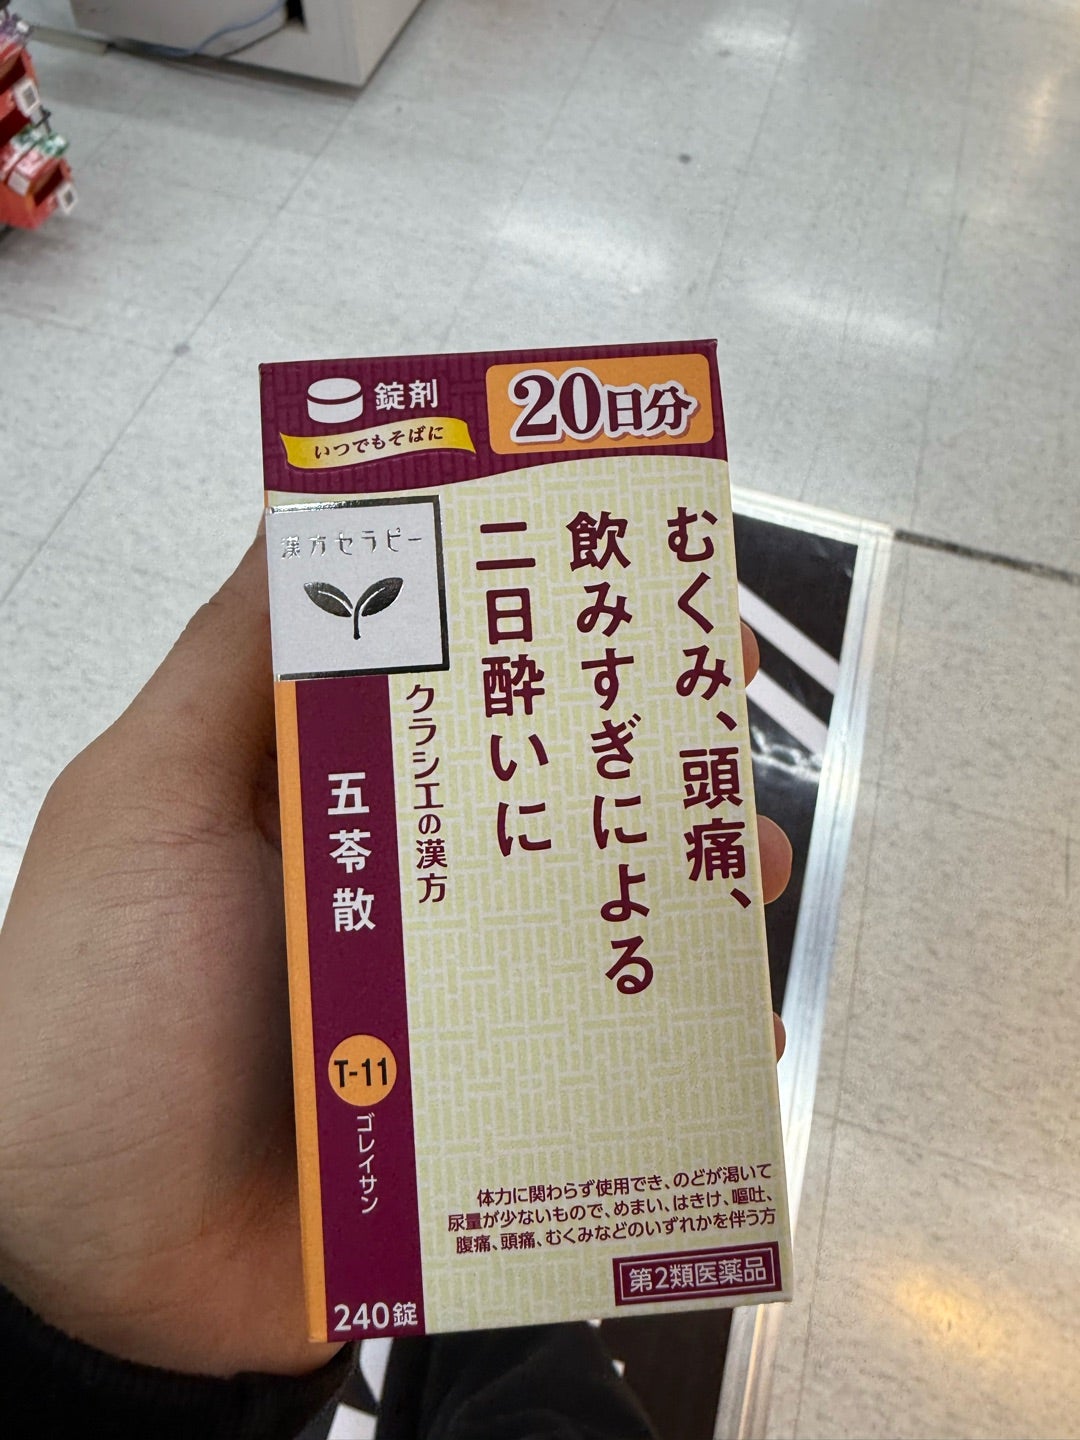 錠剤
いつでもそばに
20日分
漢方セラピー
むくみ、頭痛、
飲みすぎによる
二日酔いに
クラシエの漢方
五苓散
T-11
ゴレイサン
240錠
体力に関わらず使用でき、のどが渇いて
尿量が少ないもので、めまい、はきけ、嘔吐、
腹痛、頭痛、むくみなどのいずれかを伴う方
第2類医薬品